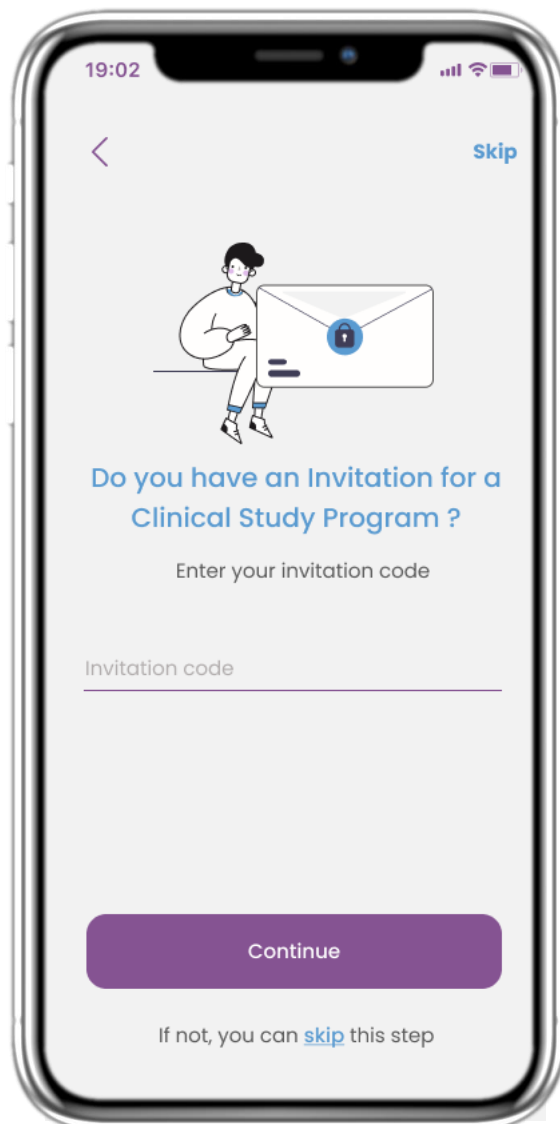 19:02
Skip
Do you have an Invitation for a
Clinical Study Program ?
Enter your invitation code
Invitation code
Continue
If not, you can skip this step